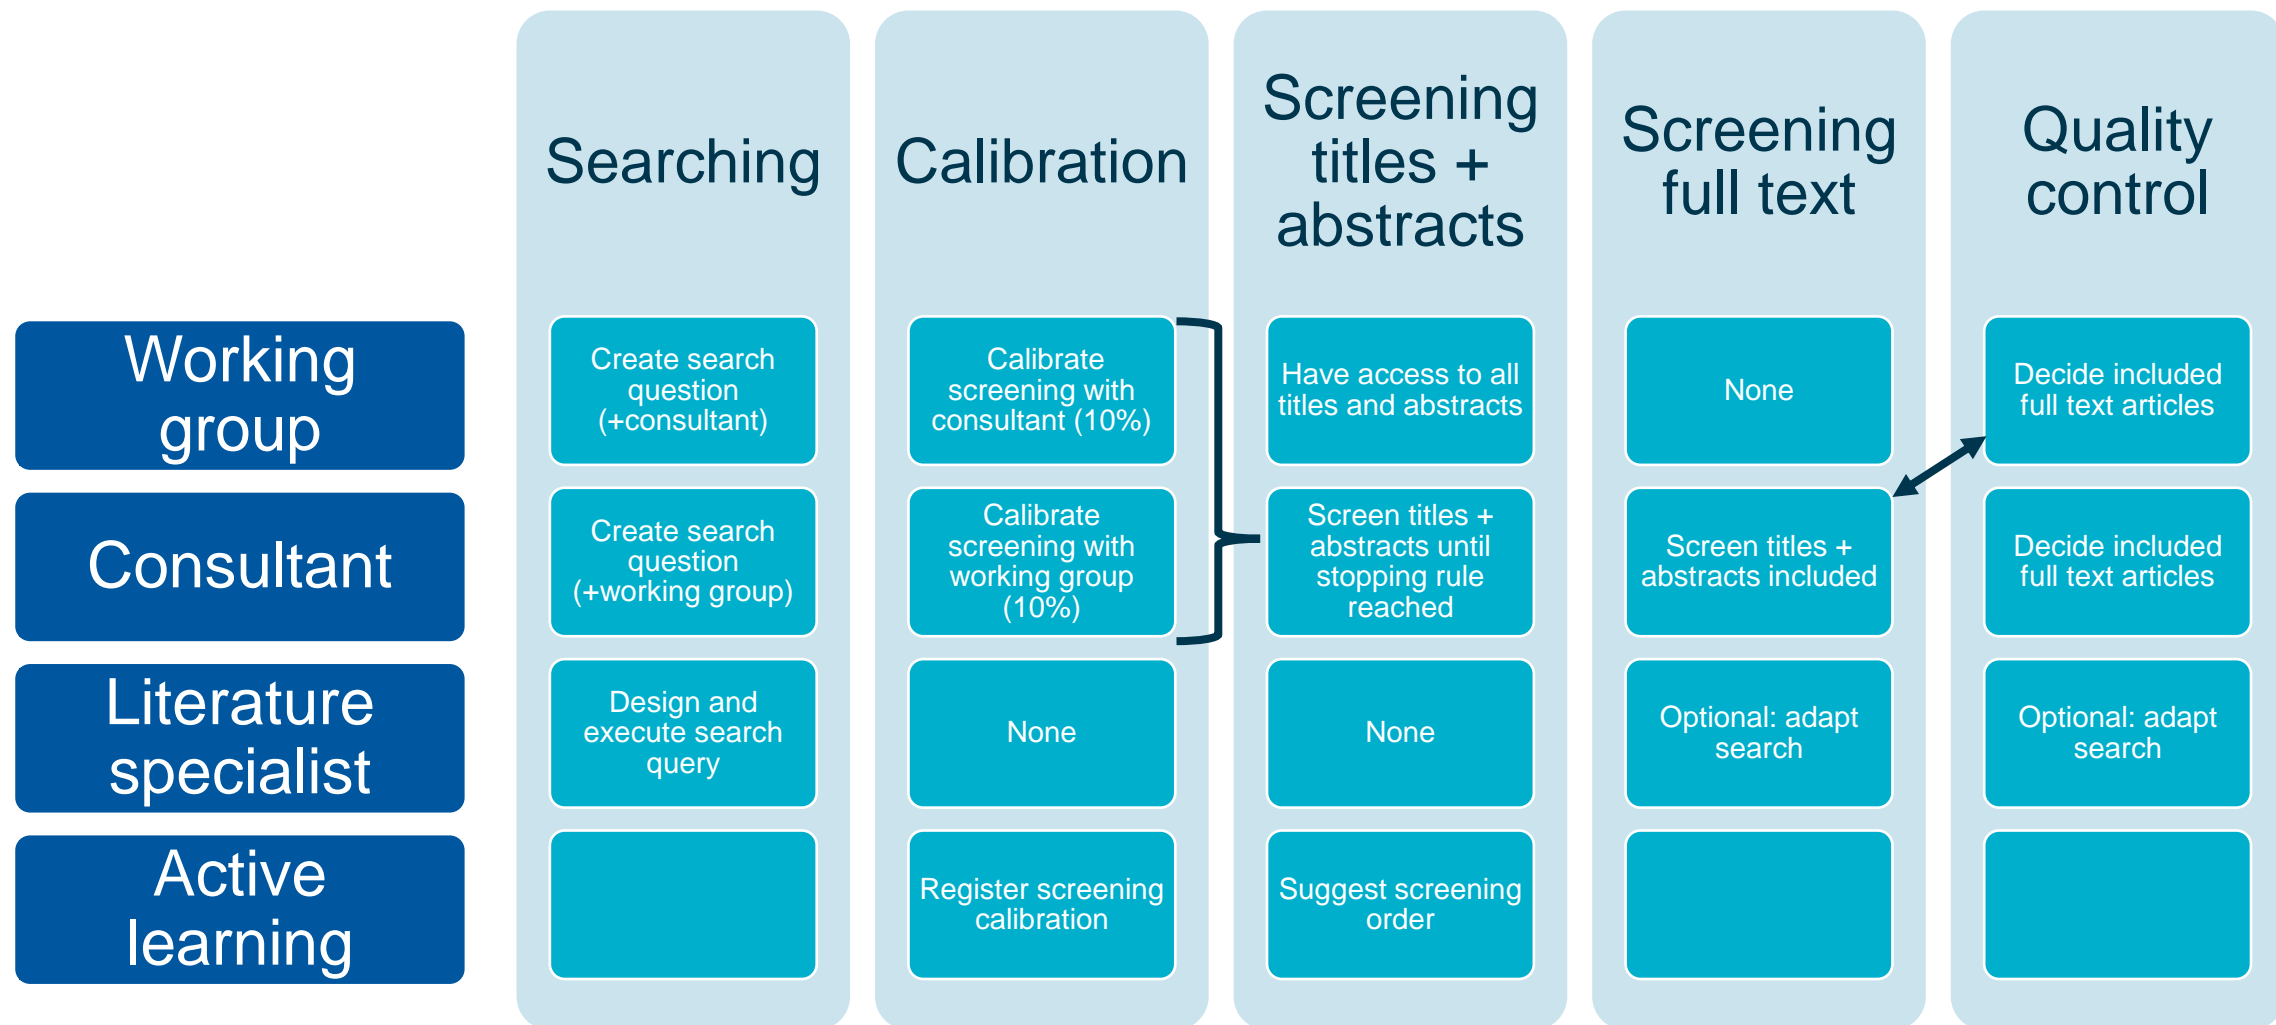 Searching
Calibration
Screening
titles +
abstracts
Screening
full text
Quality
control
Working
group
Create search
question
(+consultant)
Calibrate
screening with
consultant (10%)
Have access to all
titles and abstracts
None
Decide included
full text articles
Consultant
Create search
question
(+working group)
Calibrate
screening with
working group
(10%)
Screen titles +
abstracts until
stopping rule
reached
Screen titles +
abstracts included
Decide included
full text articles
Literature
specialist
Design and
execute search
query
None
None
Optional: adapt
search
Optional: adapt
search
Active
learning
Register screening
calibration
Suggest screening
order